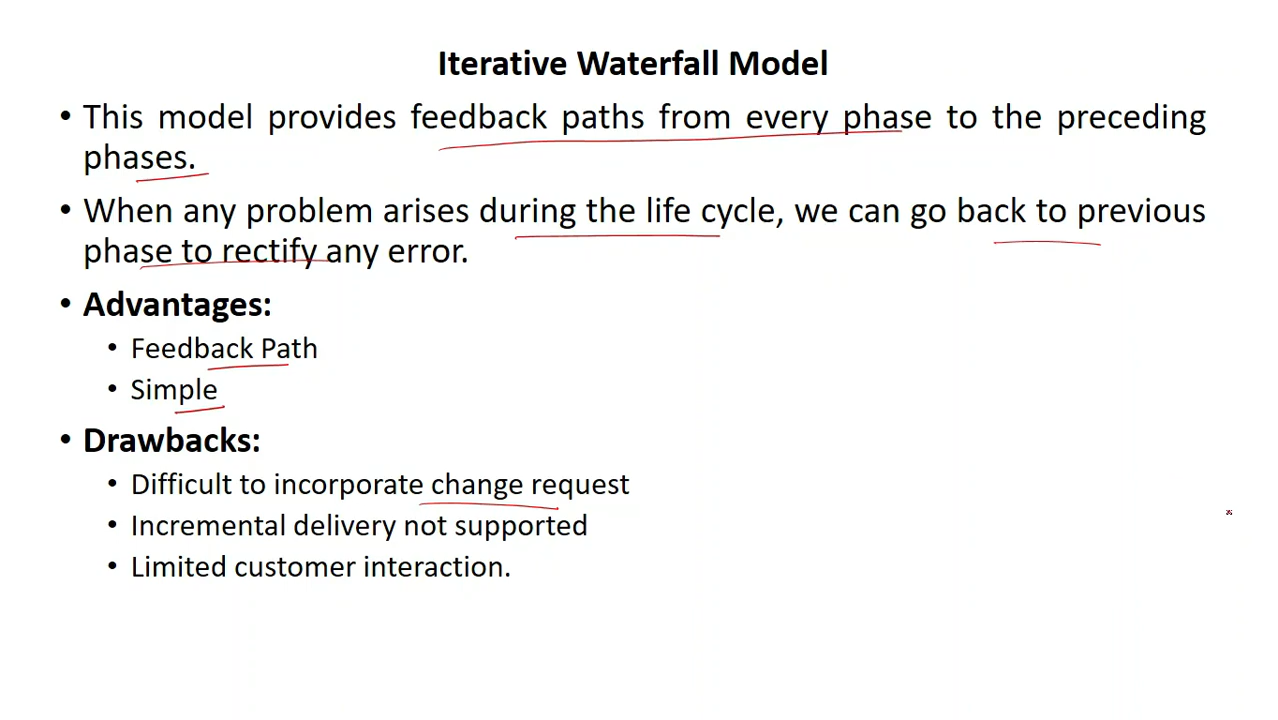 Iterative Waterfall Model
• This model provides feedback paths from every phase to the preceding
phases.
• When any problem arises during the life cycle, we can go back to previous
phase to rectify any error.
• Advantages:
• Feedback Path
• Simple
• Drawbacks:
• Difficult to incorporate change request
• Incremental delivery not supported
• Limited customer interaction.